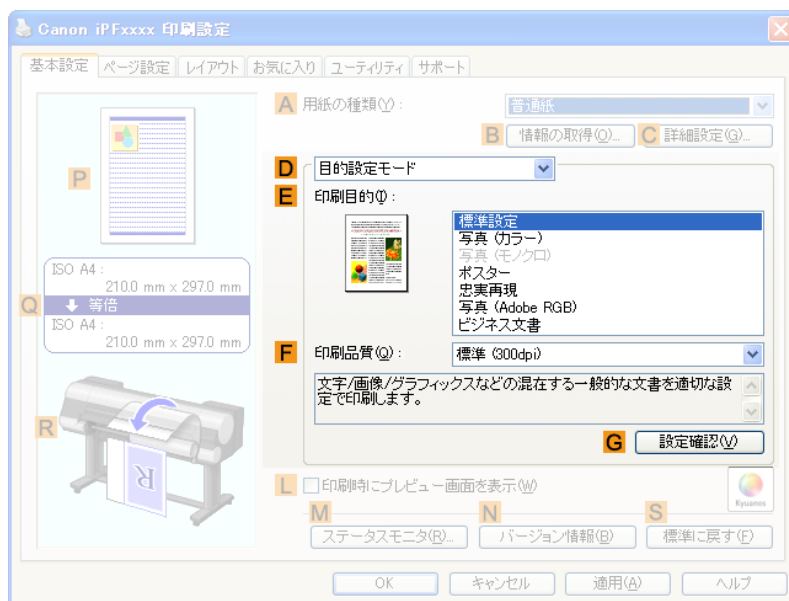 Canon iPFxxxx 印刷設定
基本設定 ページ設定 レイアウト お気に入り ユーティリティ サポート
A 用紙の種類(Y): 普通紙
B 情報の取得(O)... C 詳細設定(G)...
P
D 目的設定モード
E 印刷目的(I):
標準設定
写真 (カラー)
写真 (モノクロ)
ポスター
忠実再現
写真 (Adobe RGB)
ビジネス文書
ISO A4 :
210.0 mm x 297.0 mm
Q 等倍
ISO A4 :
210.0 mm x 297.0 mm
F 印刷品質(Q): 標準 (300dpi)
文字/画像/グラフィックスなどの混在する一般的な文書を適切な設
定で印刷します。
R
R
G 設定確認(V)
L 印刷時にプレビュー画面を表示(W)
Kyuanos
M ステータスモニタ(R)... N バージョン情報(B) S 標準に戻す(F)
OK キャンセル 適用(A) ヘルプ